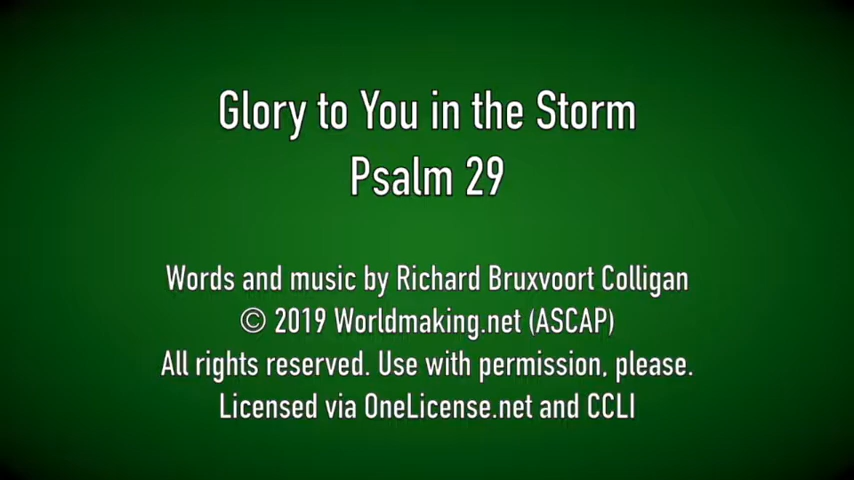 Glory to You in the Storm
Psalm 29
Words and music by Richard Bruxvoort Colligan
© 2019 Worldmaking.net (ASCAP)
All rights reserved. Use with permission, please.
Licensed via OneLicense.net and CCLI